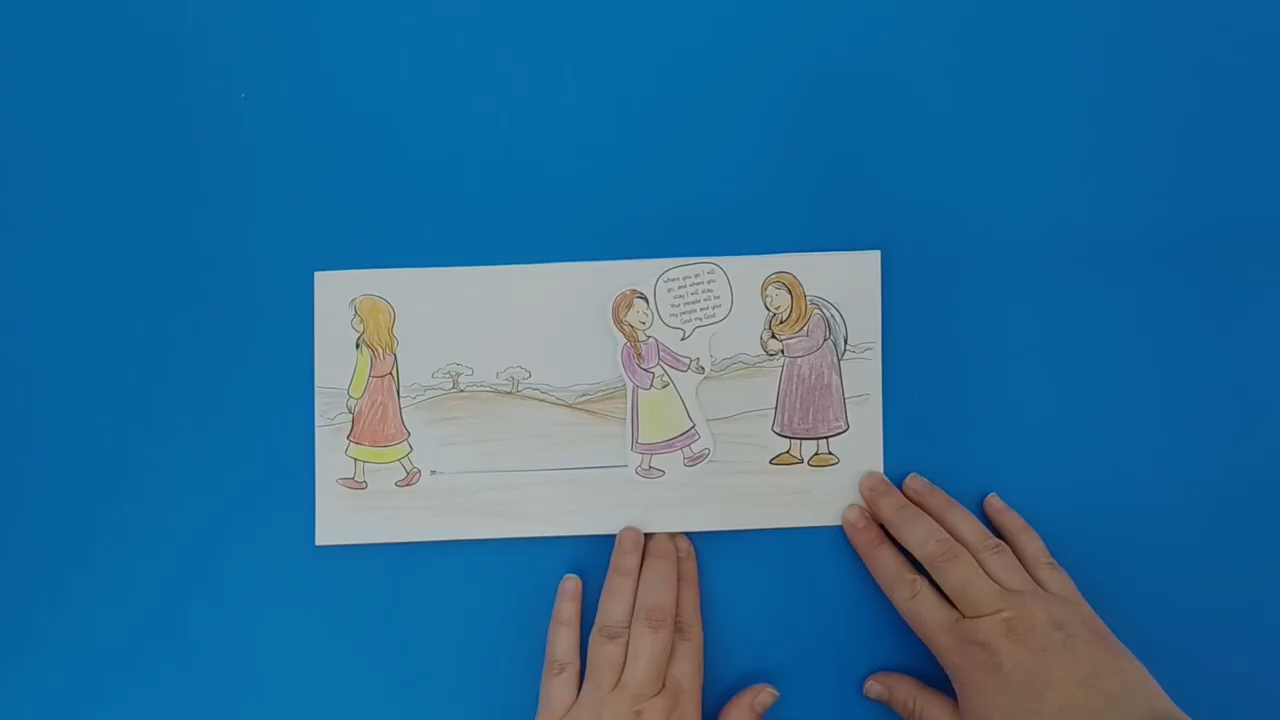 Where you go I will
go, and where you
stay I will stay.
Your people will be
my people and your
God my God.